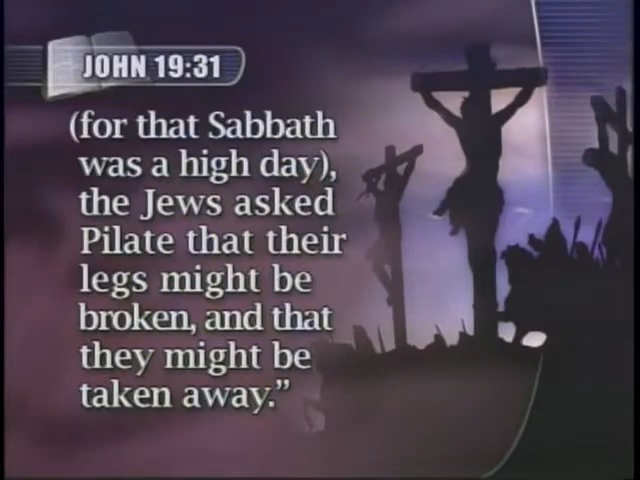 JOHN 19:31
(for that Sabbath
was a high day),
the Jews asked
Pilate that their
legs might be
broken, and that
they might be
taken away.”